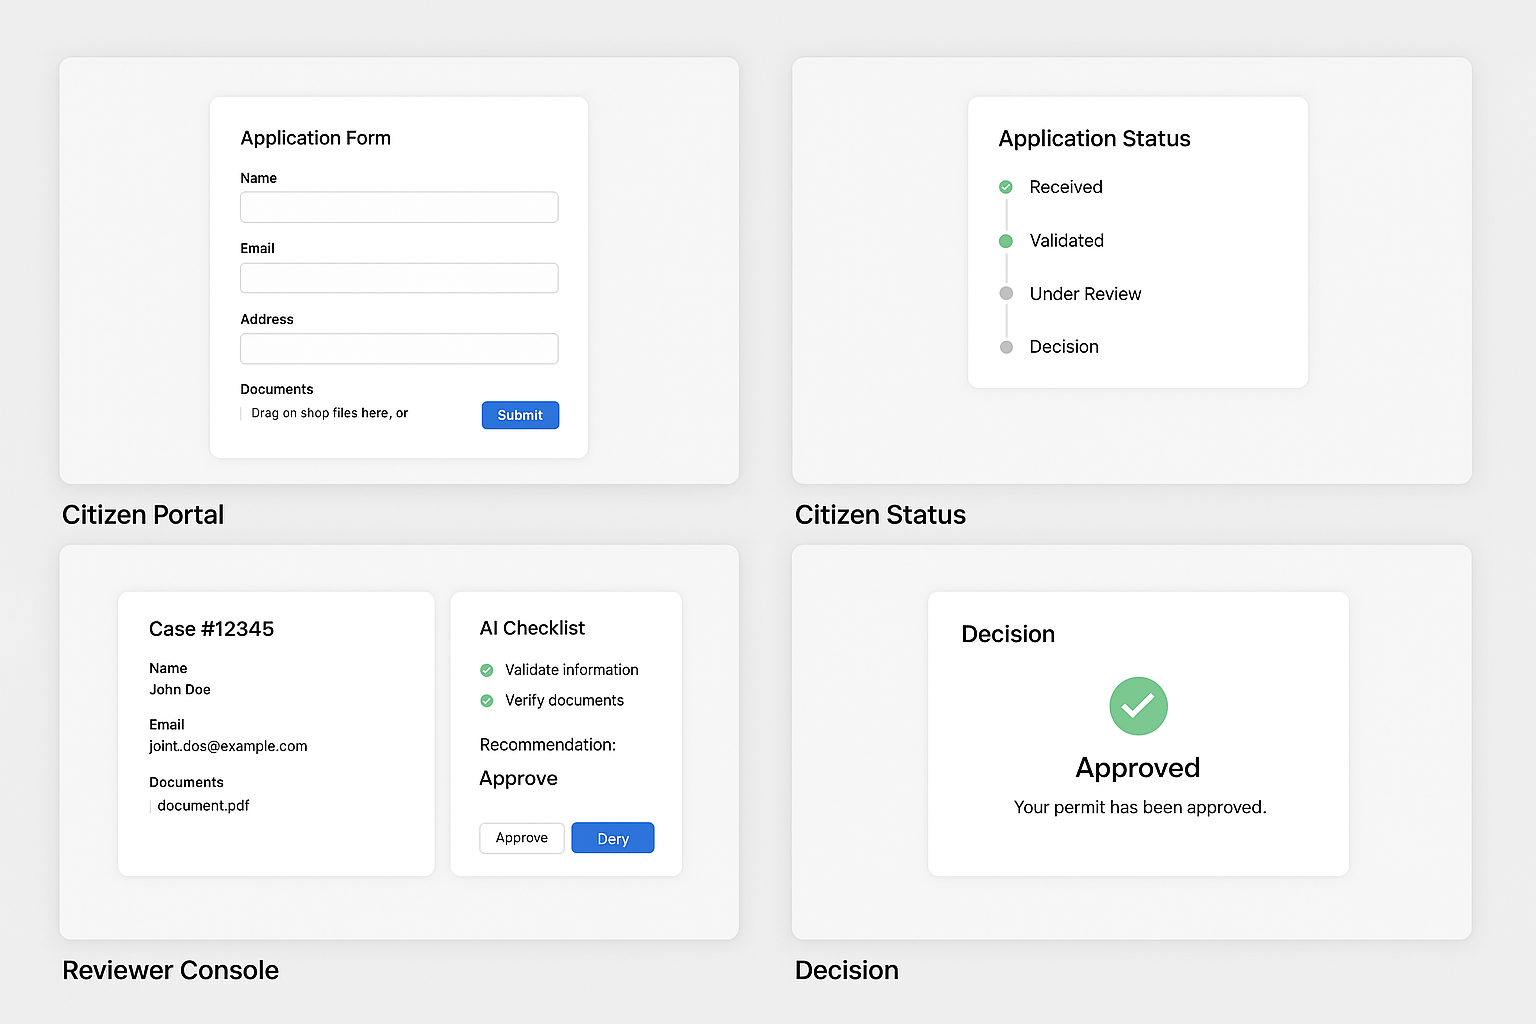 Application Form
Name
Email
Address
Documents
Drag on shop files here, or
Submit
Citizen Portal
Application Status
Received
Validated
Under Review
Decision
Citizen Status
Case #12345
Name
John Doe
Email
joint.dos@example.com
Documents
document.pdf
AI Checklist
Validate information
Verify documents
Recommendation:
Approve
Approve
Dery
Reviewer Console
Decision
Approved
Your permit has been approved.
Decision